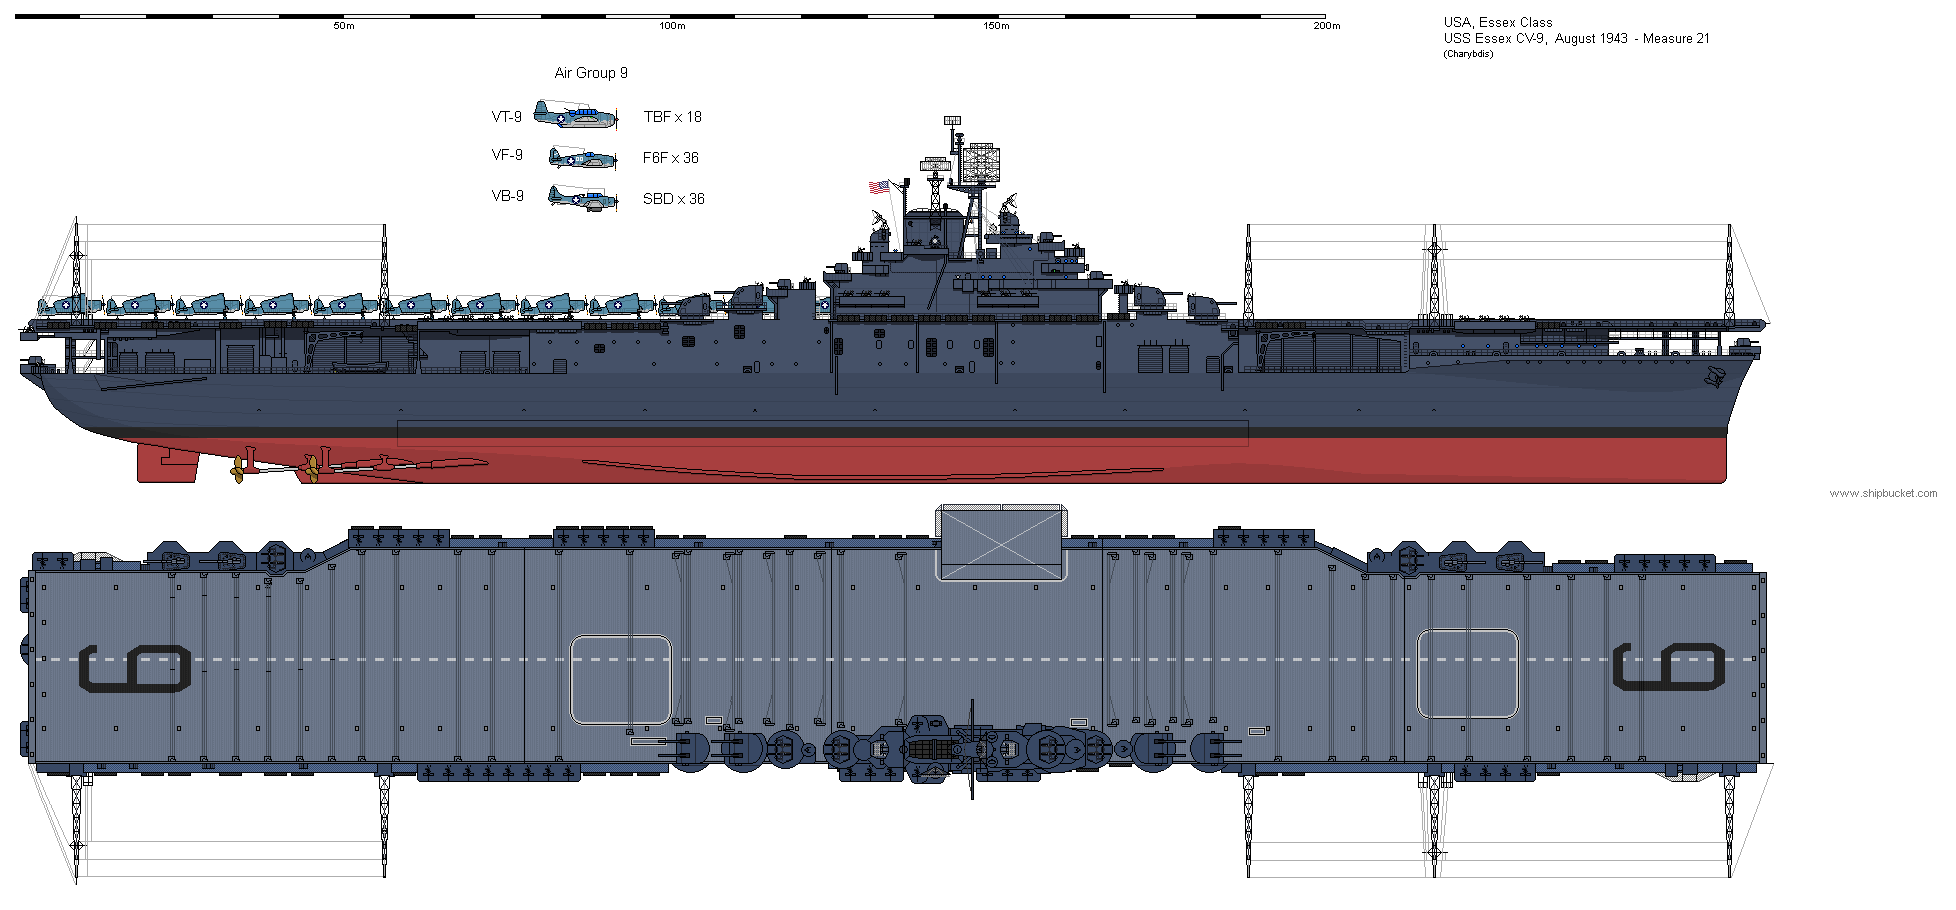 50m 100m 150m 200m
USA, Essex Class
USS Essex CV-9, August 1943 - Measure 21
(Charybdis)
Air Group 9
VT-9 TBF x 18
VF-9 F6F x 36
VB-9 SBD x 36
www.shipbucket.com
9 9